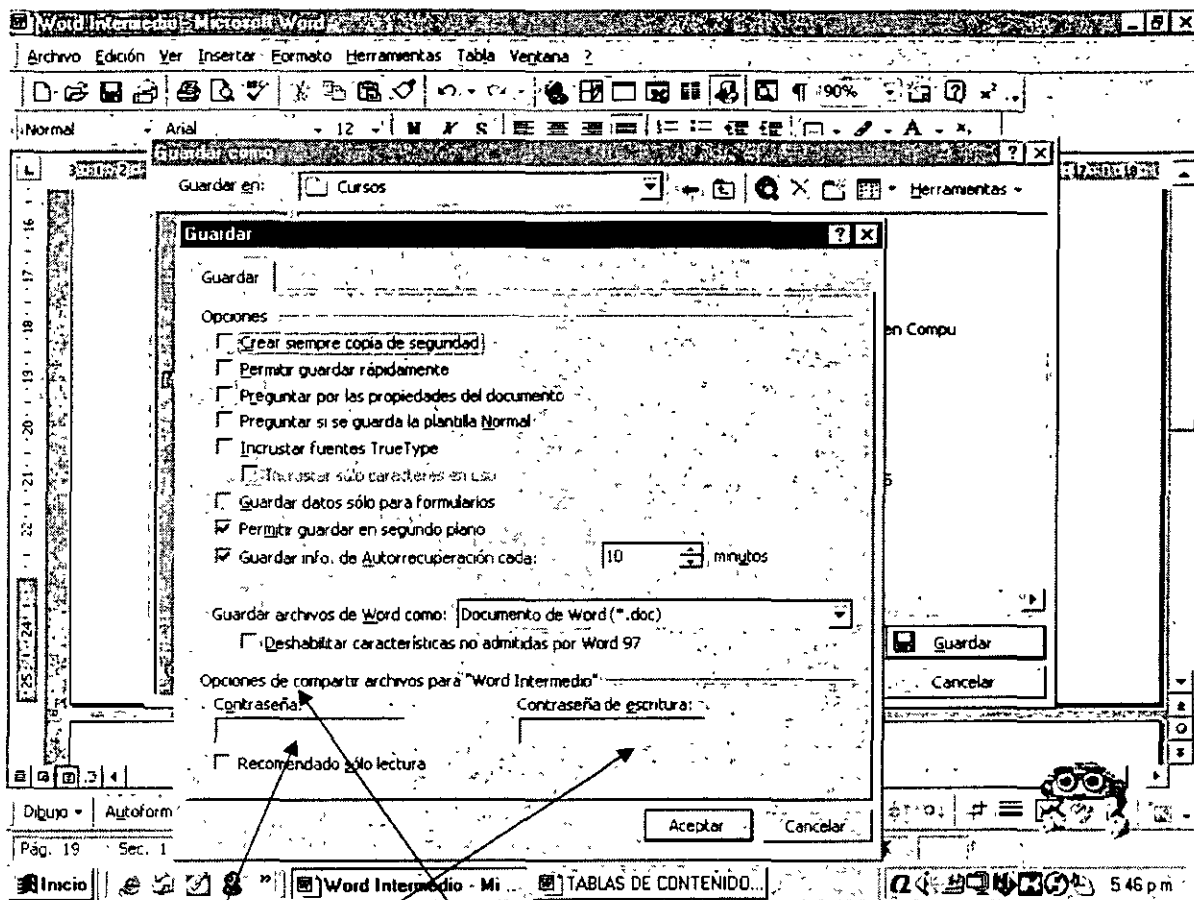 Word Intermedio - Microsoft Word
Archivo Edición Ver Insertar Formato Herramientas Tabla Ventana ?
90%
Normal Arial 12 N K S
Guardar como
Guardar en: Cursos Herramientas
Guardar
Guardar
Opciones
en Compu
Crear siempre copia de seguridad
Permitir guardar rápidamente
Preguntar por las propiedades del documento
Preguntar si se guarda la plantilla Normal
Incrustar fuentes TrueType
Incrustar sólo caracteres en uso
Guardar datos sólo para formularios
Permitir guardar en segundo plano
Guardar info. de Autorrecuperación cada: 10 minutos
Guardar archivos de Word como: Documento de Word (*.doc)
Deshabilitar características no admitidas por Word 97
Guardar
Opciones de compartir archivos para "Word Intermedio"
Cancelar
Contraseña: Contraseña de escritura:
Recomendado sólo lectura
Dibujo Autoform
Aceptar Cancelar
Pág. 19 Sec. 1
Inicio Word Intermedio - Mi ... TABLAS DE CONTENIDO... 5 46 p m